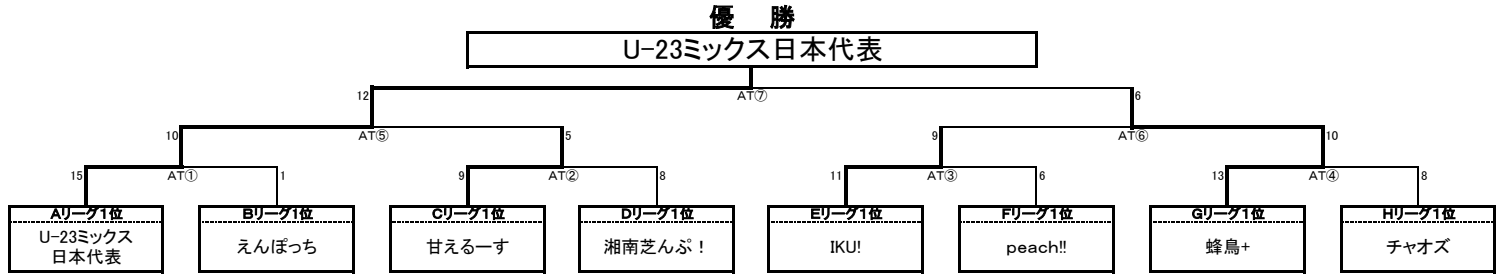 優 勝
U-23ミックス日本代表
12 AT⑦ 6
10 AT⑤ 5 9 AT⑥ 10
15 AT① 1 9 AT② 8 11 AT③ 6 13 AT④ 8
Aリーグ1位 Bリーグ1位 Cリーグ1位 Dリーグ1位 Eリーグ1位 Fリーグ1位 Gリーグ1位 Hリーグ1位
U-23ミックス
日本代表 えんぽっち 甘えるーす 湘南芝んぷ! IKU! peach!! 蜂鳥+ チャオズ